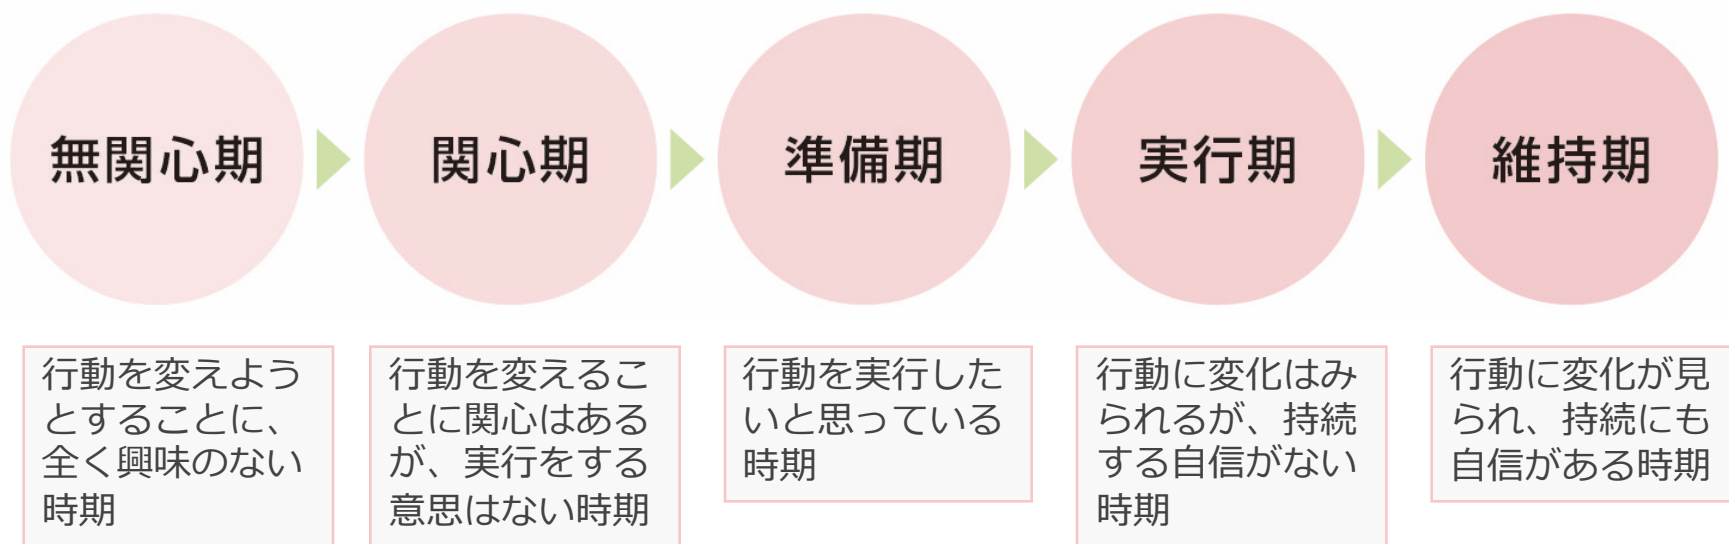 無関心期
関心期
準備期
実行期
維持期
行動を変えよう
とすることに、
全く興味のない
時期
行動を変えるこ
とに関心はある
が、実行をする
意思はない時期
行動を実行した
いと思っている
時期
行動に変化はみ
られるが、持続
する自信がない
時期
行動に変化が見
られ、持続にも
自信がある時期